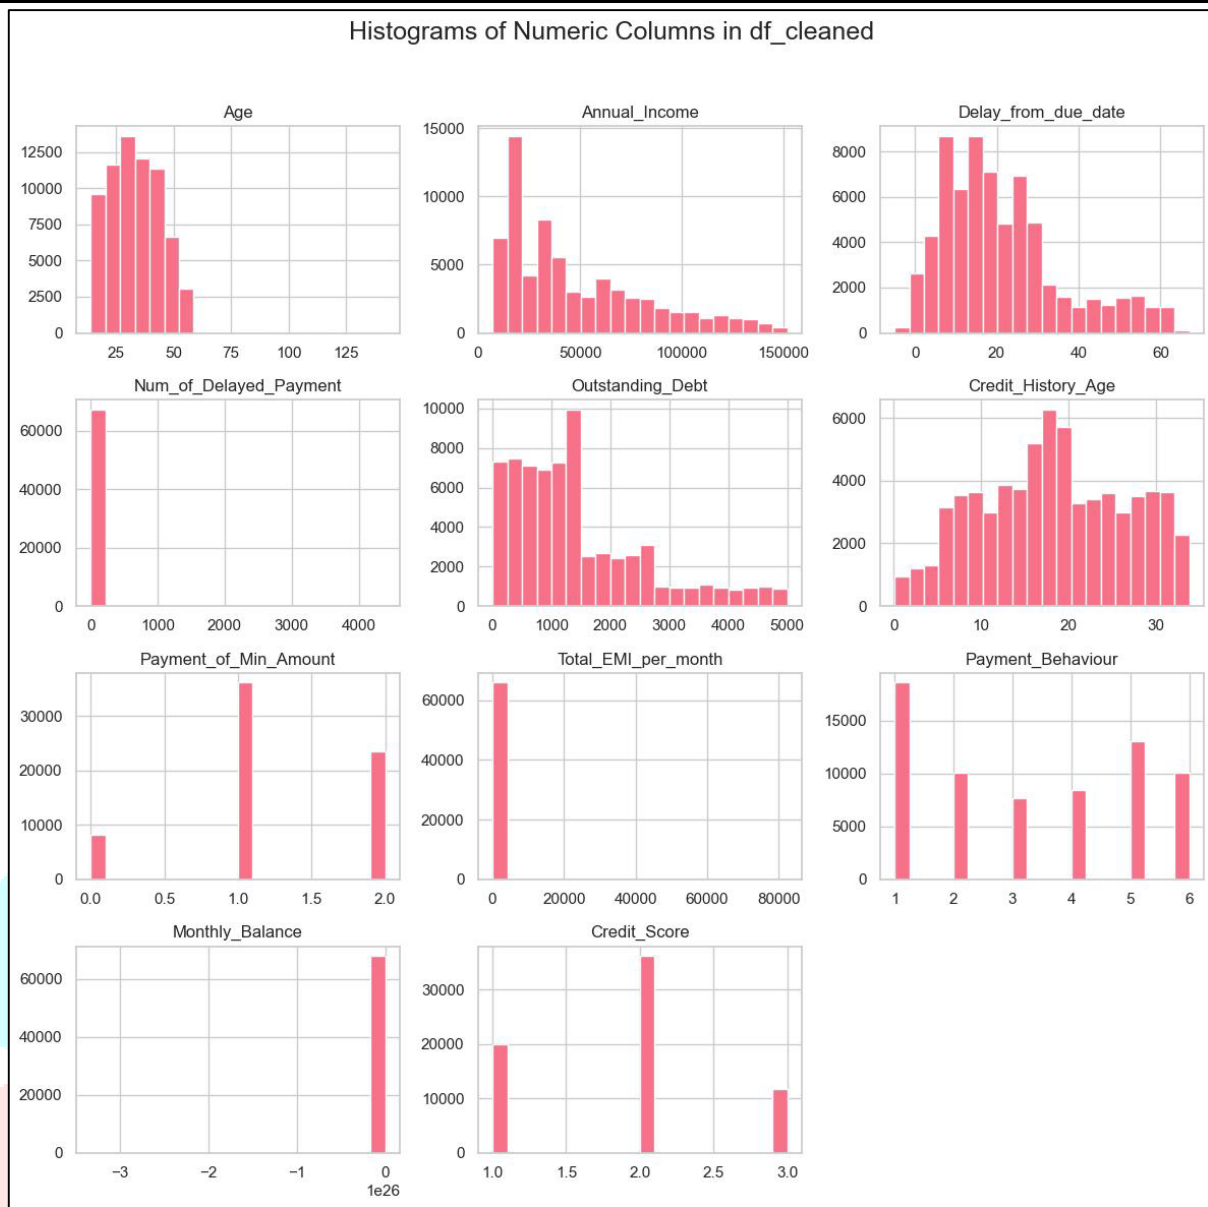 Histograms of Numeric Columns in df_cleaned
Age
Annual_Income
Delay_from_due_date
12500
10000
7500
5000
2500
0
25 50 75 100 125
15000
10000
5000
0
0 50000 100000 150000
8000
6000
4000
2000
0
0 20 40 60
Num_of_Delayed_Payment
Outstanding_Debt
Credit_History_Age
60000
40000
20000
0
0 1000 2000 3000 4000
10000
8000
6000
4000
2000
0
0 1000 2000 3000 4000 5000
6000
4000
2000
0
0 10 20 30
Payment_of_Min_Amount
Total_EMI_per_month
Payment_Behaviour
30000
20000
10000
0
0.0 0.5 1.0 1.5 2.0
60000
40000
20000
0
0 20000 40000 60000 80000
15000
10000
5000
0
1 2 3 4 5 6
Monthly_Balance
Credit_Score
60000
40000
20000
0
−3 −2 −1 0
1e26
30000
20000
10000
0
1.0 1.5 2.0 2.5 3.0